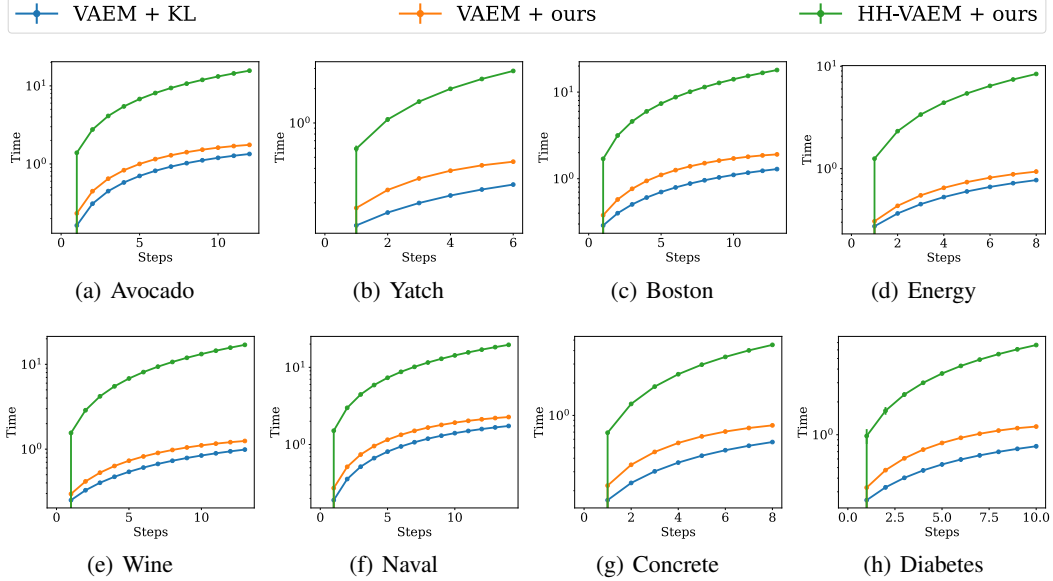 VAEM + KL VAEM + ours HH-VAEM + ours
10^1
10^0
Time
0 5 10
Steps
(a) Avocado
10^0
Time
0 2 4 6
Steps
(b) Yatch
10^1
10^0
Time
0 5 10
Steps
(c) Boston
10^1
10^0
Time
0 2 4 6 8
Steps
(d) Energy
10^1
10^0
Time
0 5 10
Steps
(e) Wine
10^1
10^0
Time
0 5 10
Steps
(f) Naval
10^0
Time
0 2 4 6 8
Steps
(g) Concrete
10^0
Time
0.0 2.5 5.0 7.5 10.0
Steps
(h) Diabetes